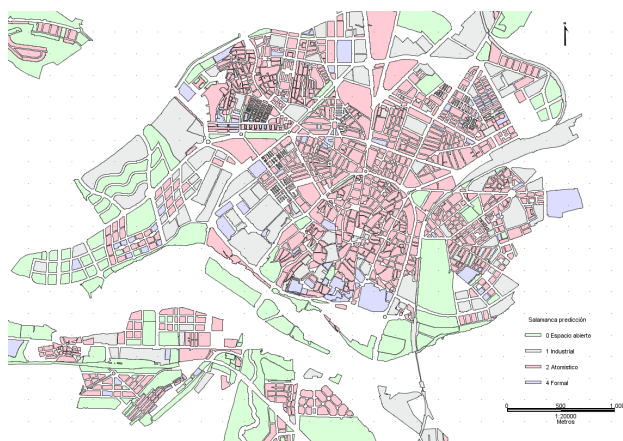 Salamanca predicción
0 Espacio abierto
1 Industrial
2 Atomístico
4 Formal
0 500 1,000
1:20000
Metros